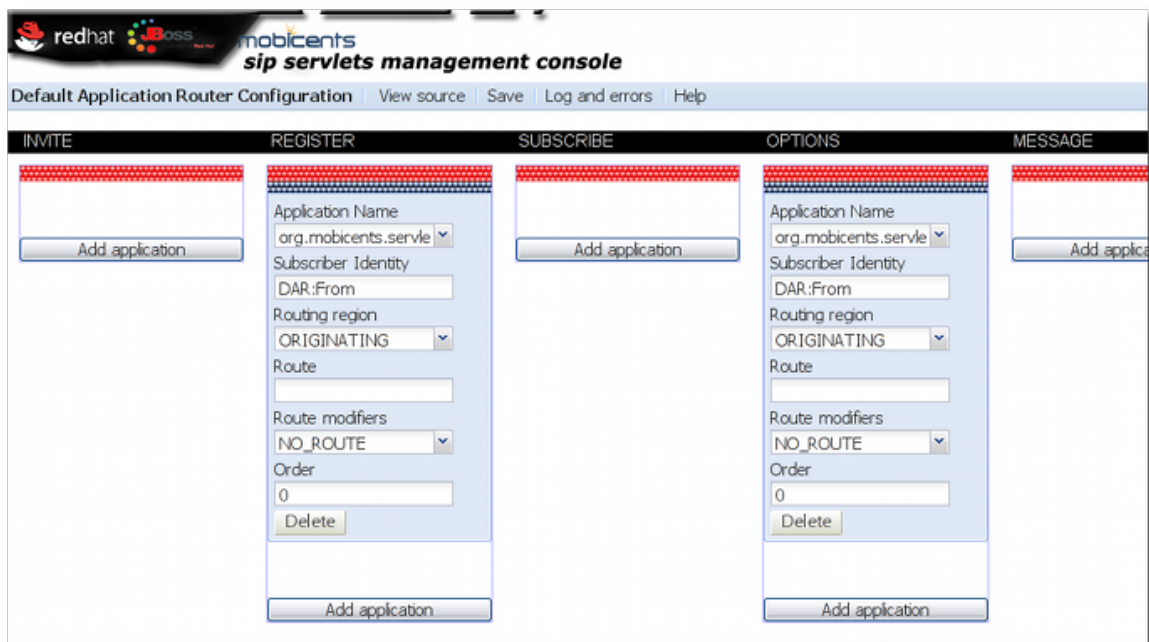 redhat JBoss mobicents
sip servlets management console
Default Application Router Configuration View source Save Log and errors Help
INVITE REGISTER SUBSCRIBE OPTIONS MESSAGE
Add application
Application Name
org.mobicents.servle
Subscriber Identity
DAR:From
Routing region
ORIGINATING
Route
Route modifiers
NO_ROUTE
Order
0
Delete
Add application
Add application
Application Name
org.mobicents.servle
Subscriber Identity
DAR:From
Routing region
ORIGINATING
Route
Route modifiers
NO_ROUTE
Order
0
Delete
Add application
Add applica